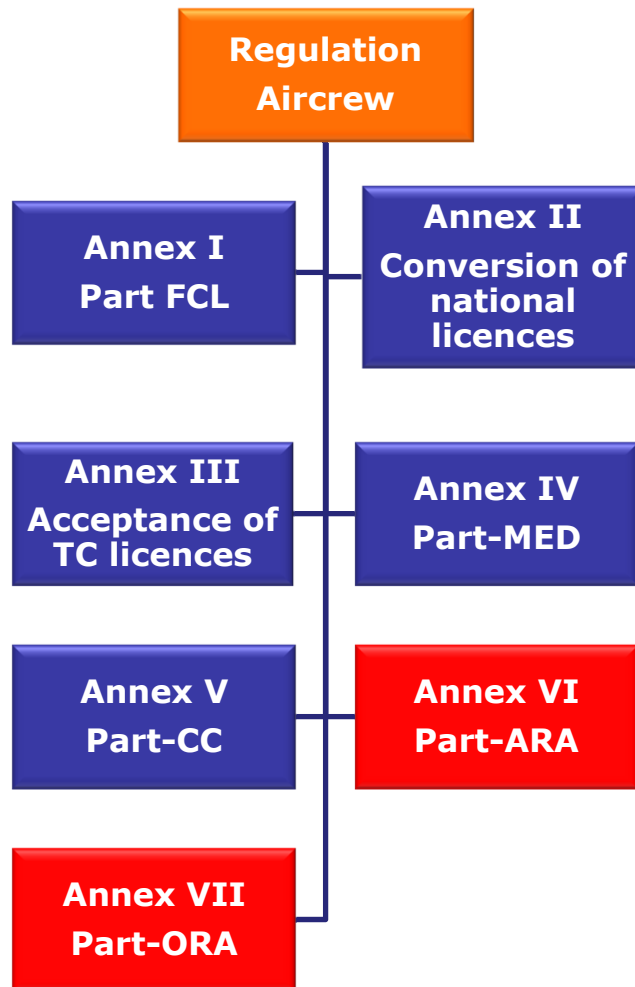 Regulation
Aircrew
Annex I
Part FCL
Annex II
Conversion of
national
licences
Annex III
Acceptance of
TC licences
Annex IV
Part-MED
Annex V
Part-CC
Annex VI
Part-ARA
Annex VII
Part-ORA